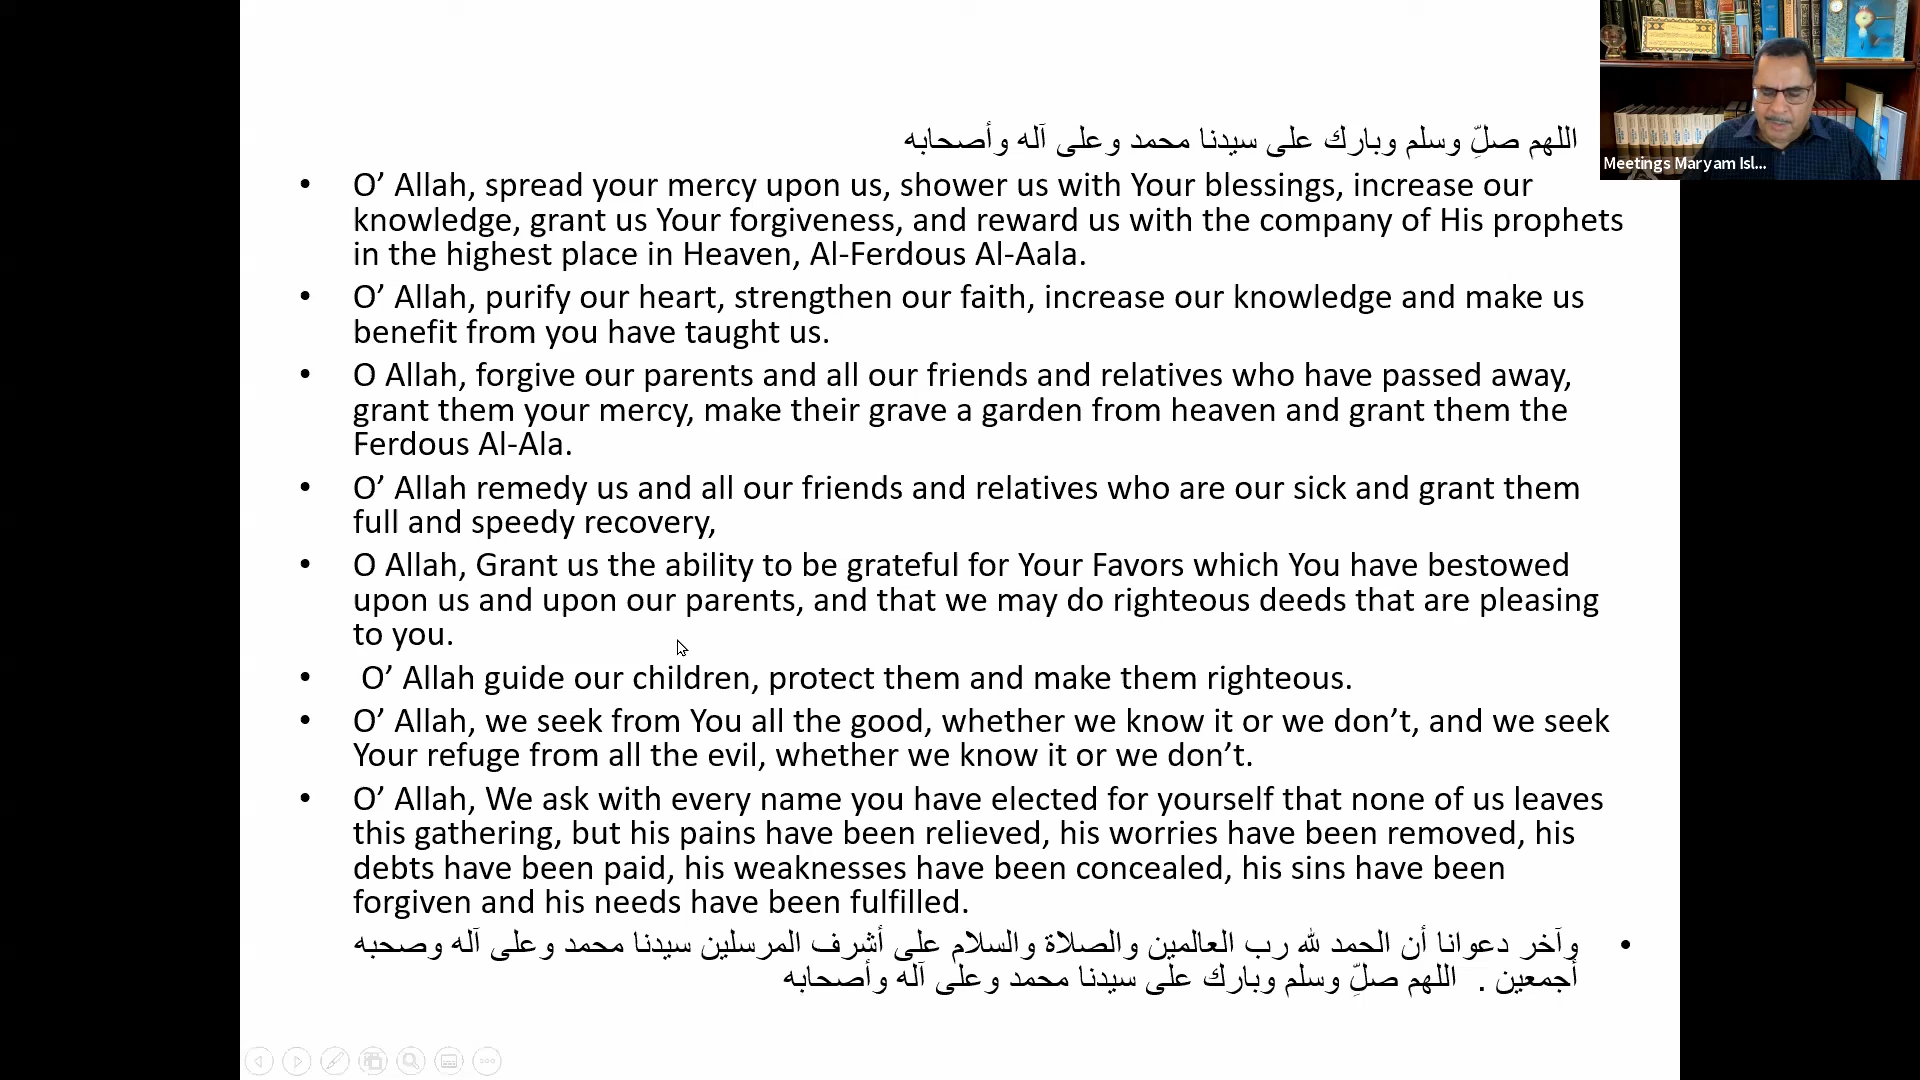 اللهم صلِّ وسلم وبارك على سيدنا محمد وعلى آله وأصحابه
• O’ Allah, spread your mercy upon us, shower us with Your blessings, increase our
knowledge, grant us Your forgiveness, and reward us with the company of His prophets
in the highest place in Heaven, Al-Ferdous Al-Aala.
• O’ Allah, purify our heart, strengthen our faith, increase our knowledge and make us
benefit from you have taught us.
• O Allah, forgive our parents and all our friends and relatives who have passed away,
grant them your mercy, make their grave a garden from heaven and grant them the
Ferdous Al-Ala.
• O’ Allah remedy us and all our friends and relatives who are our sick and grant them
full and speedy recovery,
• O Allah, Grant us the ability to be grateful for Your Favors which You have bestowed
upon us and upon our parents, and that we may do righteous deeds that are pleasing
to you.
• O’ Allah guide our children, protect them and make them righteous.
• O’ Allah, we seek from You all the good, whether we know it or we don’t, and we seek
Your refuge from all the evil, whether we know it or we don’t.
• O’ Allah, We ask with every name you have elected for yourself that none of us leaves
this gathering, but his pains have been relieved, his worries have been removed, his
debts have been paid, his weaknesses have been concealed, his sins have been
forgiven and his needs have been fulfilled.
• وآخر دعوانا أن الحمد لله رب العالمين والصلاة والسلام على أشرف المرسلين سيدنا محمد وعلى آله وصحبه
أجمعين . اللهم صلِّ وسلم وبارك على سيدنا محمد وعلى آله وأصحابه
Meetings Maryam Isl...